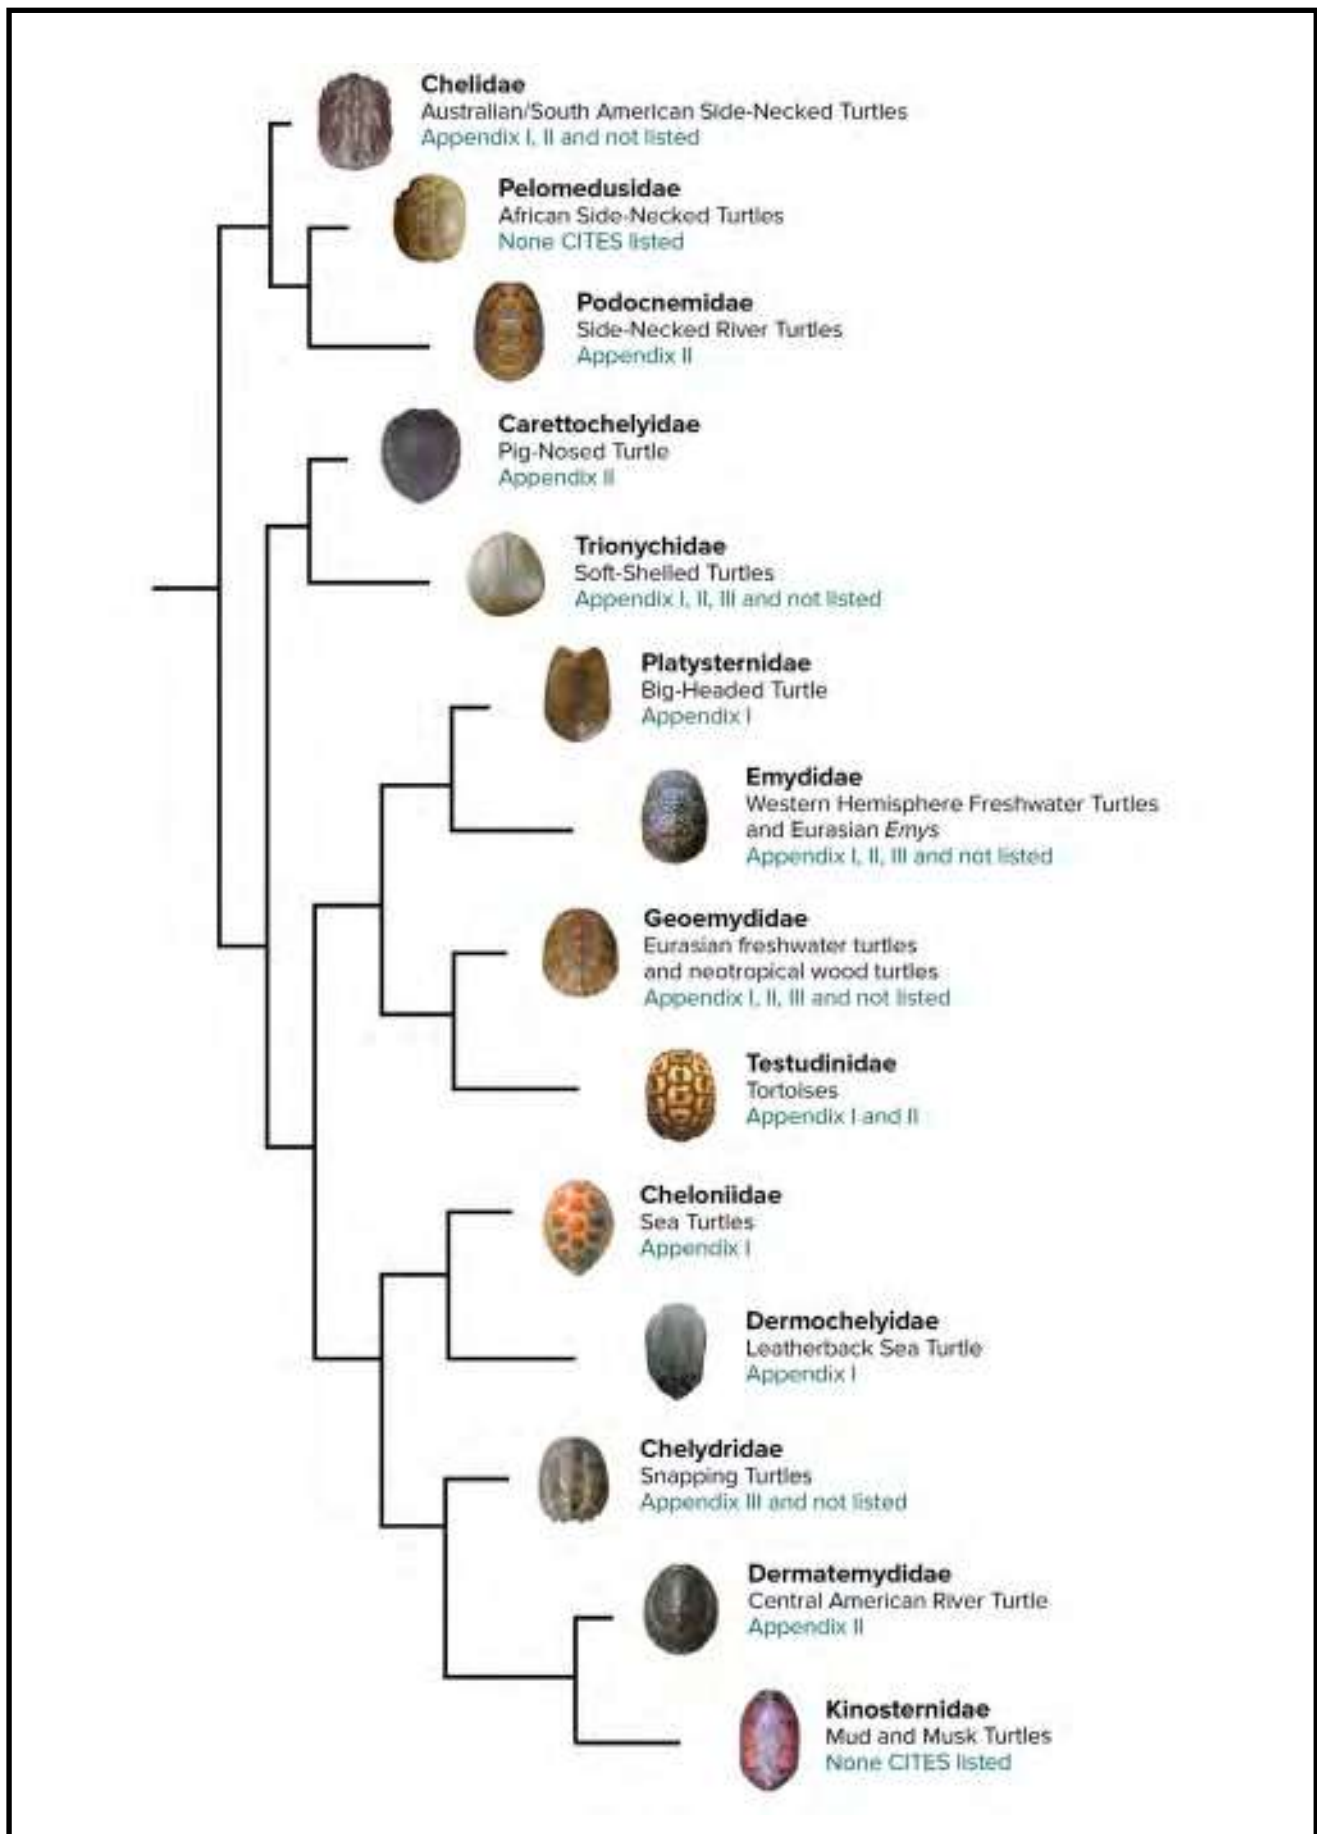 Chelidae
Australian/South American Side-Necked Turtles
Appendix I, II and not listed
Pelomedusidae
African Side-Necked Turtles
None CITES listed
Podocnemidae
Side-Necked River Turtles
Appendix II
Carettochelyidae
Pig-Nosed Turtle
Appendix II
Trionychidae
Soft-Shelled Turtles
Appendix I, II, III and not listed
Platysternidae
Big-Headed Turtle
Appendix I
Emydidae
Western Hemisphere Freshwater Turtles
and Eurasian Emys
Appendix I, II, III and not listed
Geoemydidae
Eurasian freshwater turtles
and neotropical wood turtles
Appendix I, II, III and not listed
Testudinidae
Tortoises
Appendix I and II
Cheloniidae
Sea Turtles
Appendix I
Dermochelyidae
Leatherback Sea Turtle
Appendix I
Chelydridae
Snapping Turtles
Appendix III and not listed
Dermatemydidae
Central American River Turtle
Appendix II
Kinosternidae
Mud and Musk Turtles
None CITES listed